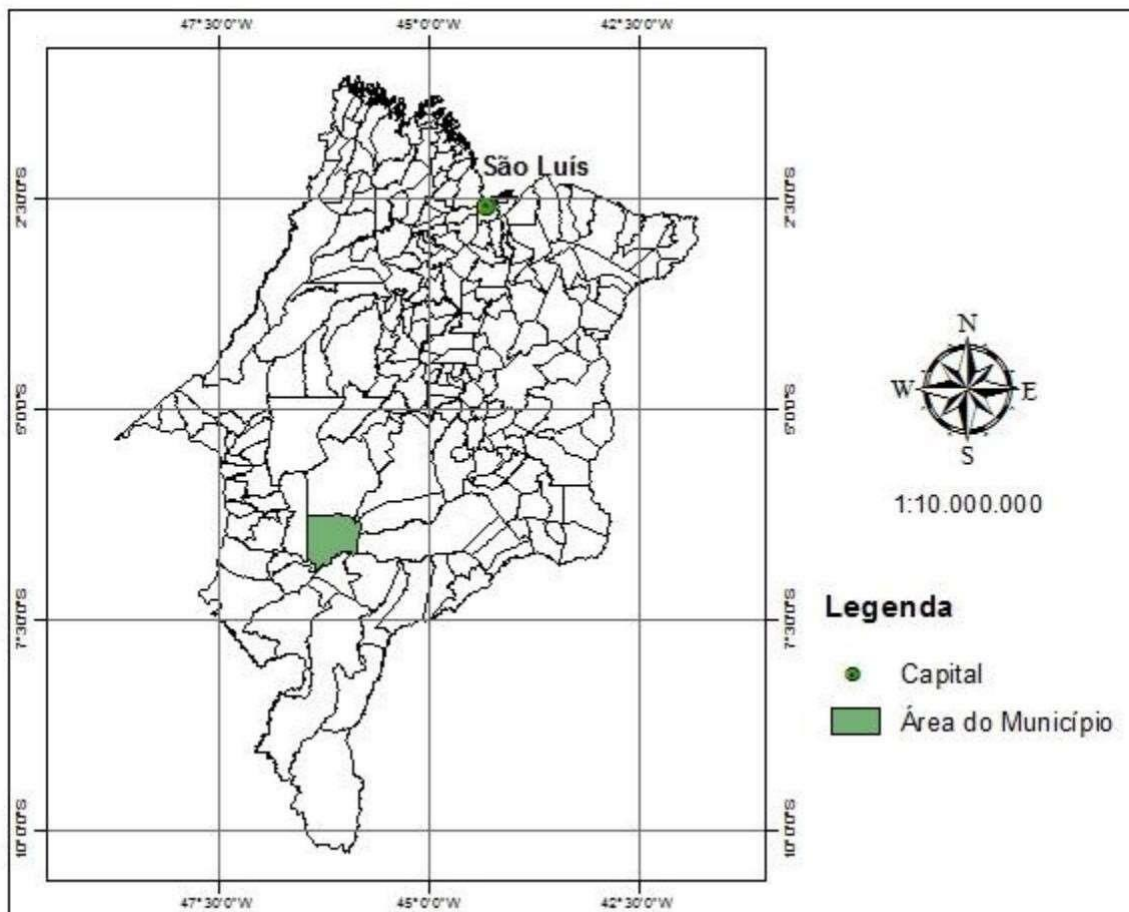 47°30'0"W 45°0'0"W 42°30'0"W
São Luís
2°30'0"S 2°30'0"S
N
W E
S
5°0'0"S 5°0'0"S
1:10.000.000
Legenda
7°30'0"S 7°30'0"S
Capital
Área do Município
10°0'0"S 10°0'0"S
47°30'0"W 45°0'0"W 42°30'0"W